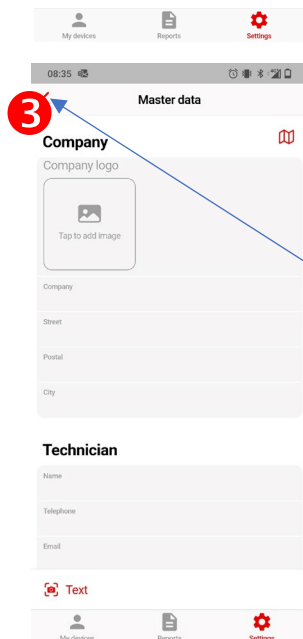 My devices Reports Settings
08:35
3
Master data
Company
Company logo
Tap to add image
Company
Street
Postal
City
Technician
Name
Telephone
Email
Text
My devices Reports Settings